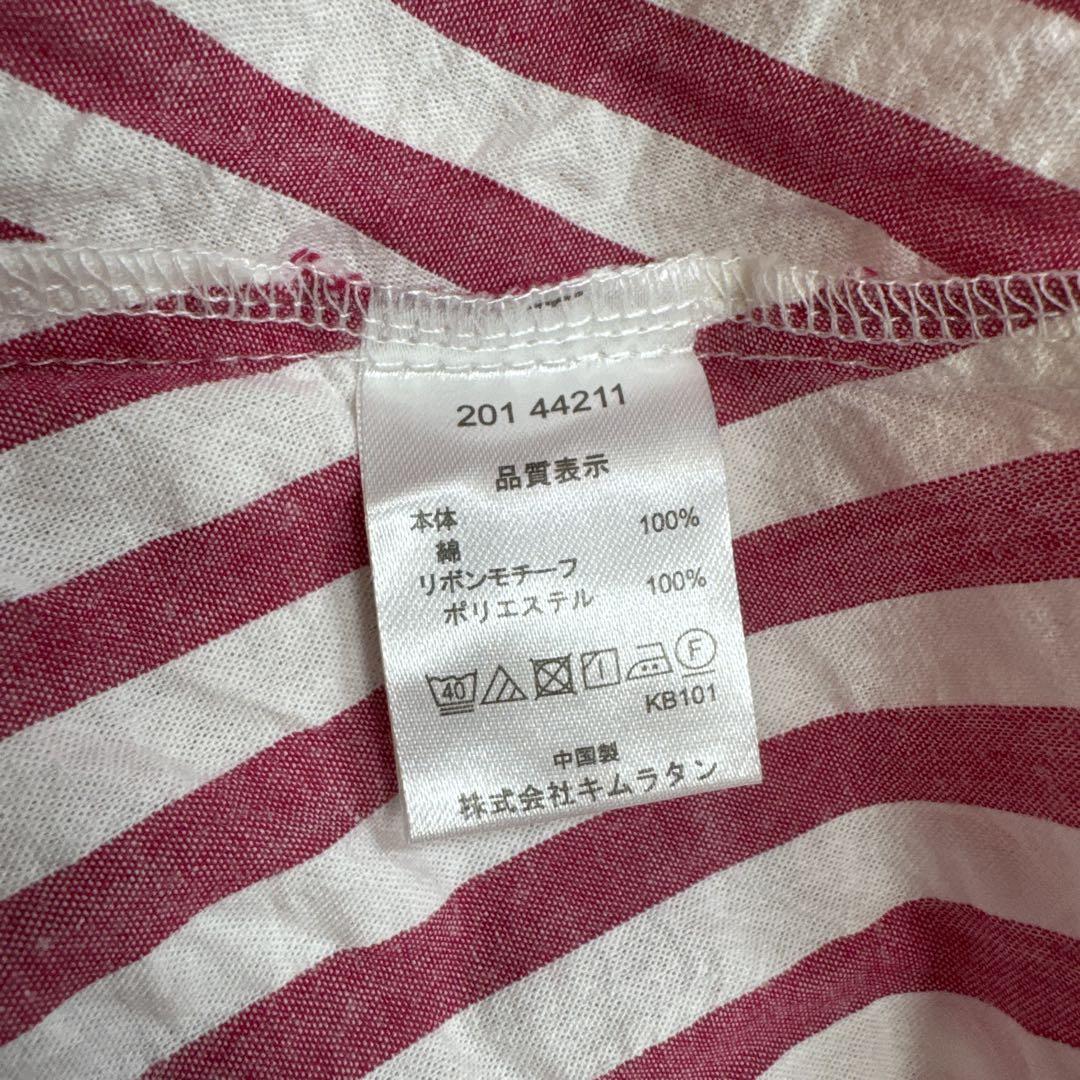 201 44211
品質表示
本体
綿 100%
リボンモチーフ
ポリエステル 100%
40 F
KB101
中国製
株式会社キムラタン